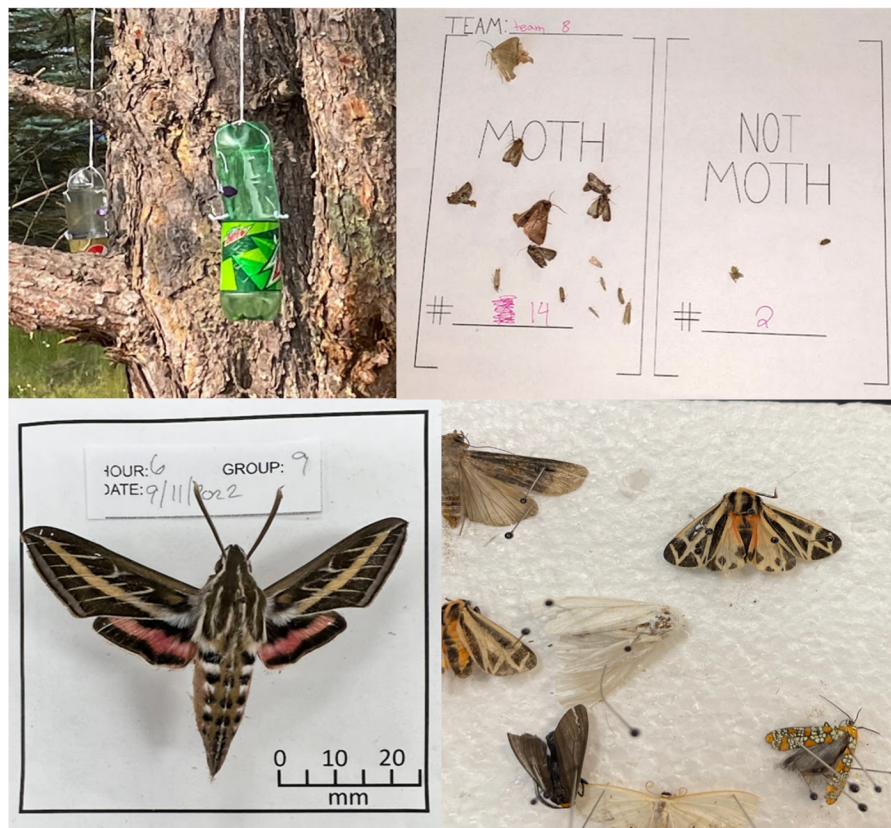 TEAM: team 8
MOTH
# 14
NOT
MOTH
# 2
HOUR: 6 GROUP: 9
DATE: 9/11/2022
0 10 20
mm